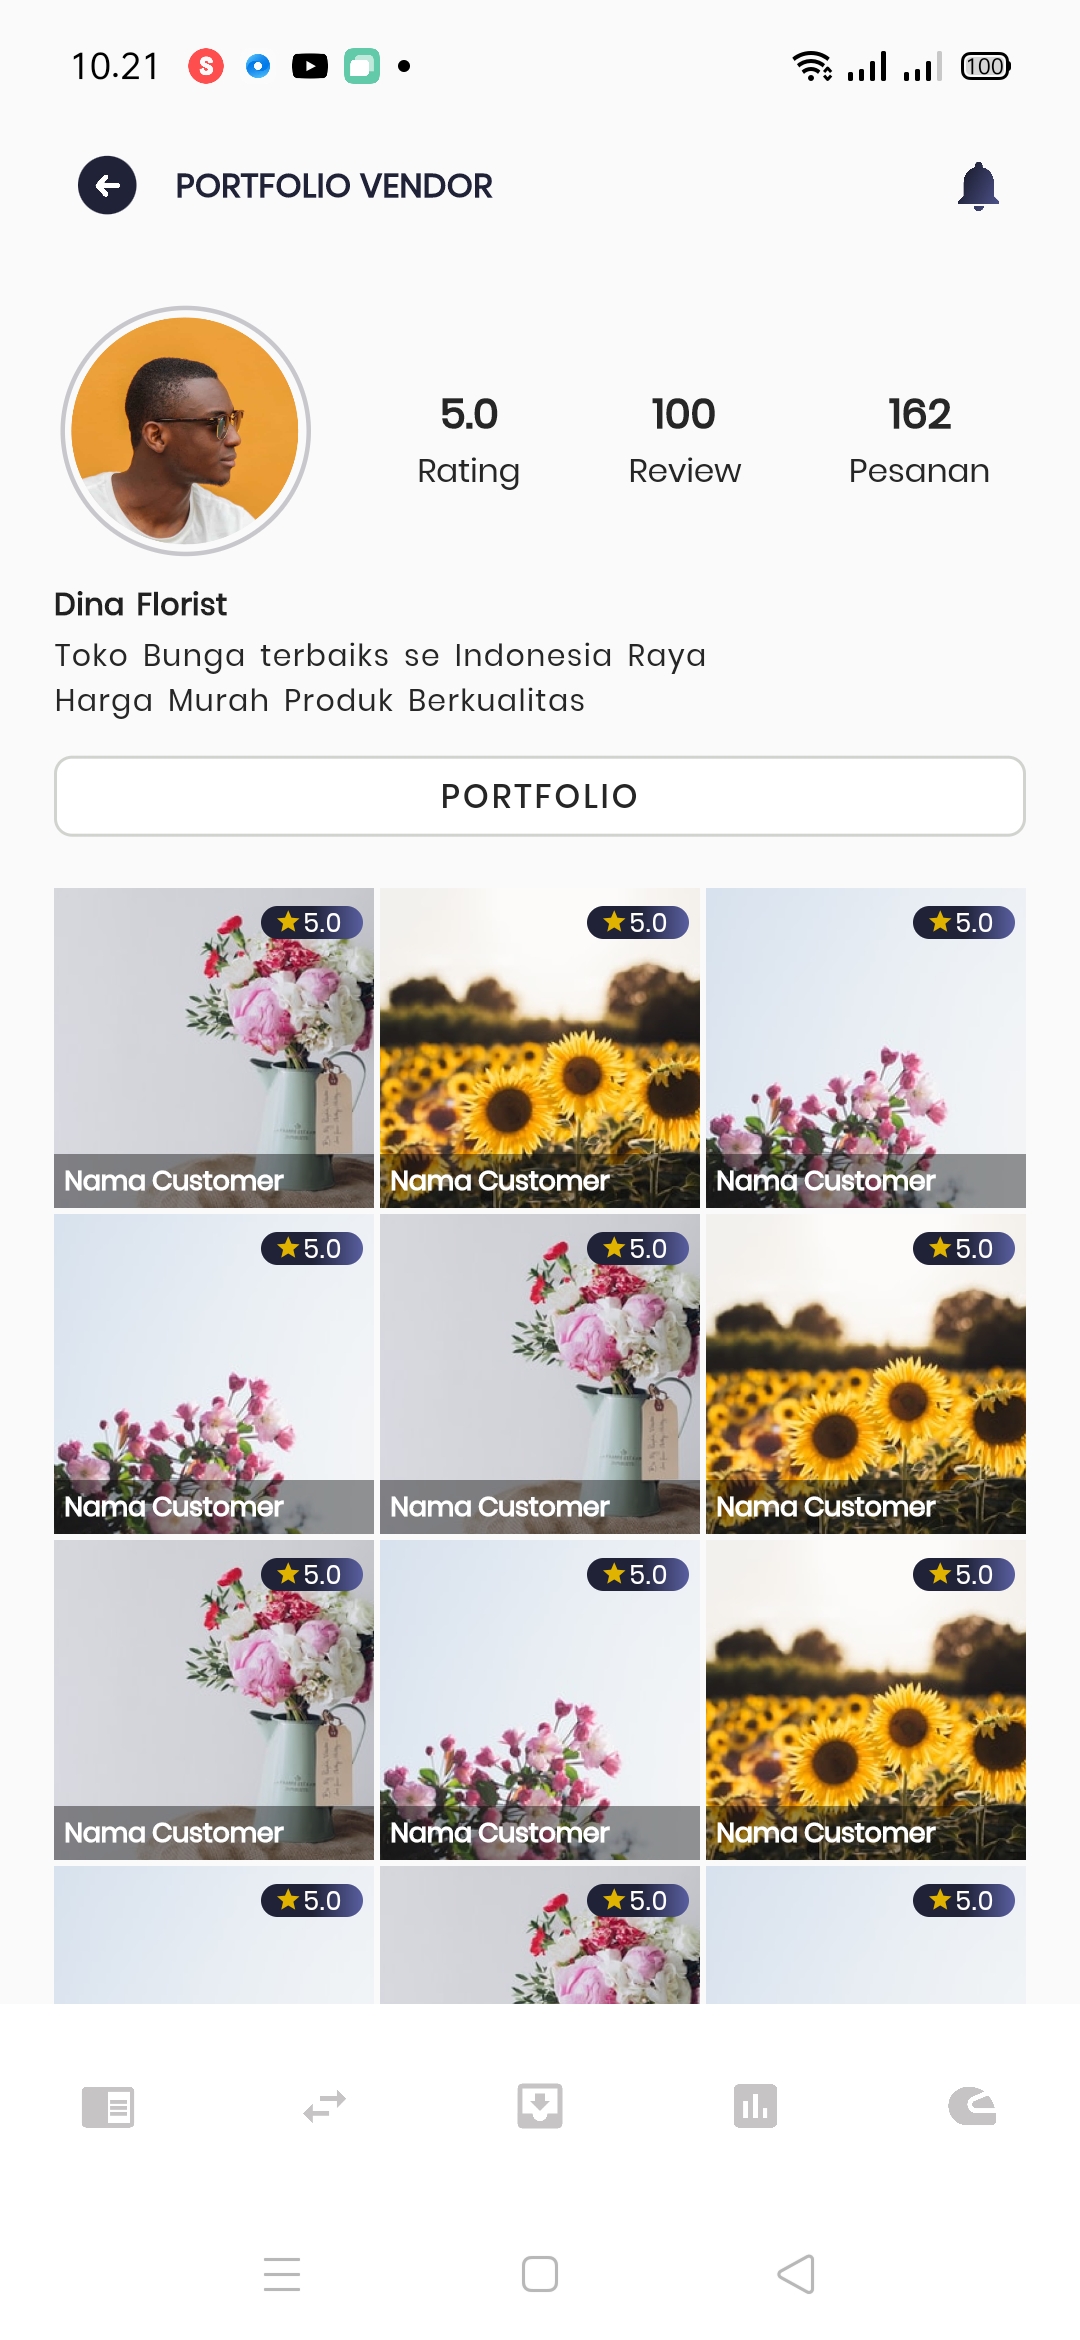 10.21
100
PORTFOLIO VENDOR
5.0 100 162
Rating Review Pesanan
Dina Florist
Toko Bunga terbaiks se Indonesia Raya
Harga Murah Produk Berkualitas
PORTFOLIO
5.0 5.0 5.0
Nama Customer Nama Customer Nama Customer
5.0 5.0 5.0
Nama Customer Nama Customer Nama Customer
5.0 5.0 5.0
Nama Customer Nama Customer Nama Customer
5.0 5.0 5.0